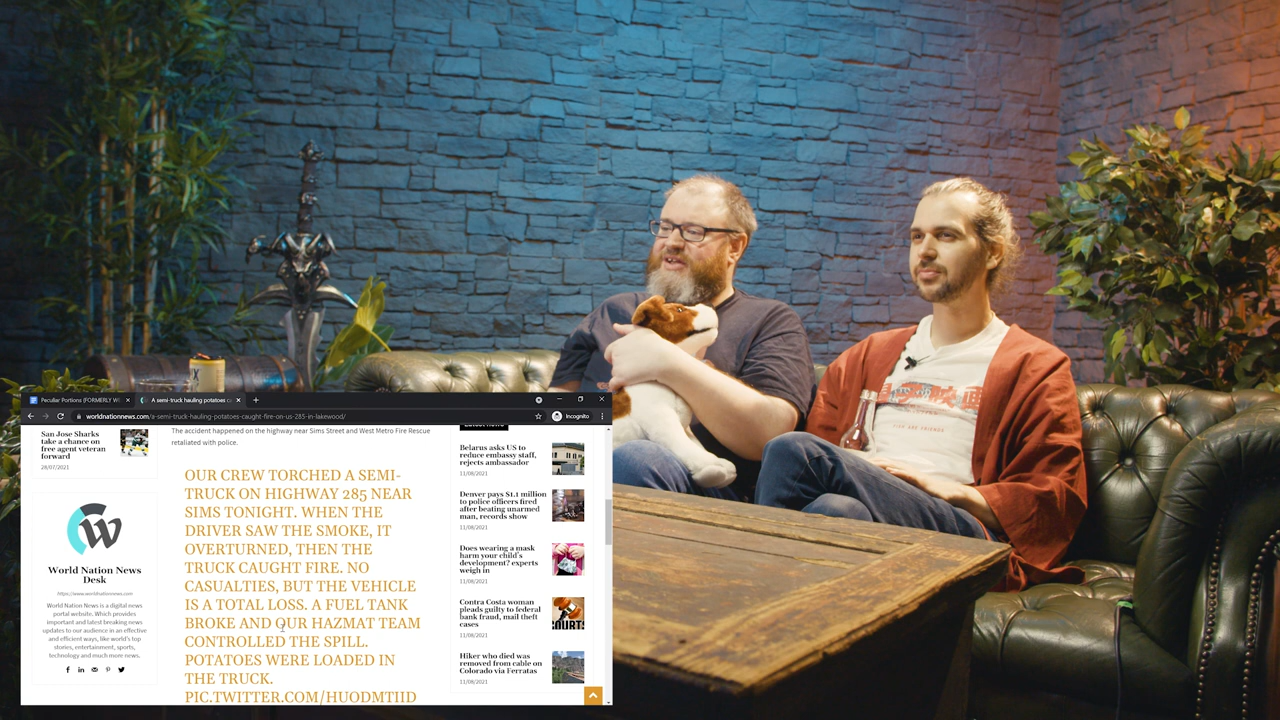 Peculiar Portions (FORMERLY W
A semi-truck hauling potatoes c
worldnationnews.com/a-semi-truck-hauling-potatoes-caught-fire-on-us-285-in-lakewood/
Incognito
San Jose Sharks
take a chance on
free agent veteran
forward
28/07/2021
World Nation News
Desk
https://www.worldnationnews.com
World Nation News is a digital news
portal website. Which provides
important and latest breaking news
updates to our audience in an effective
and efficient ways, like world's top
stories, entertainment, sports,
technology and much more news.
The accident happened on the highway near Sims Street and West Metro Fire Rescue
retaliated with police.
OUR CREW TORCHED A SEMI-
TRUCK ON HIGHWAY 285 NEAR
SIMS TONIGHT. WHEN THE
DRIVER SAW THE SMOKE, IT
OVERTURNED, THEN THE
TRUCK CAUGHT FIRE. NO
CASUALTIES, BUT THE VEHICLE
IS A TOTAL LOSS. A FUEL TANK
BROKE AND OUR HAZMAT TEAM
CONTROLLED THE SPILL.
POTATOES WERE LOADED IN
THE TRUCK.
PIC.TWITTER.COM/HUODMTIID
Belarus asks US to
reduce embassy staff,
rejects ambassador
11/08/2021
Denver pays $1.1 million
to police officers fired
after beating unarmed
man, records show
11/08/2021
Does wearing a mask
harm your child's
development? experts
weigh in
11/08/2021
Contra Costa woman
pleads guilty to federal
bank fraud, mail theft
cases
11/08/2021
Hiker who died was
removed from cable on
Colorado via Ferratas
11/08/2021